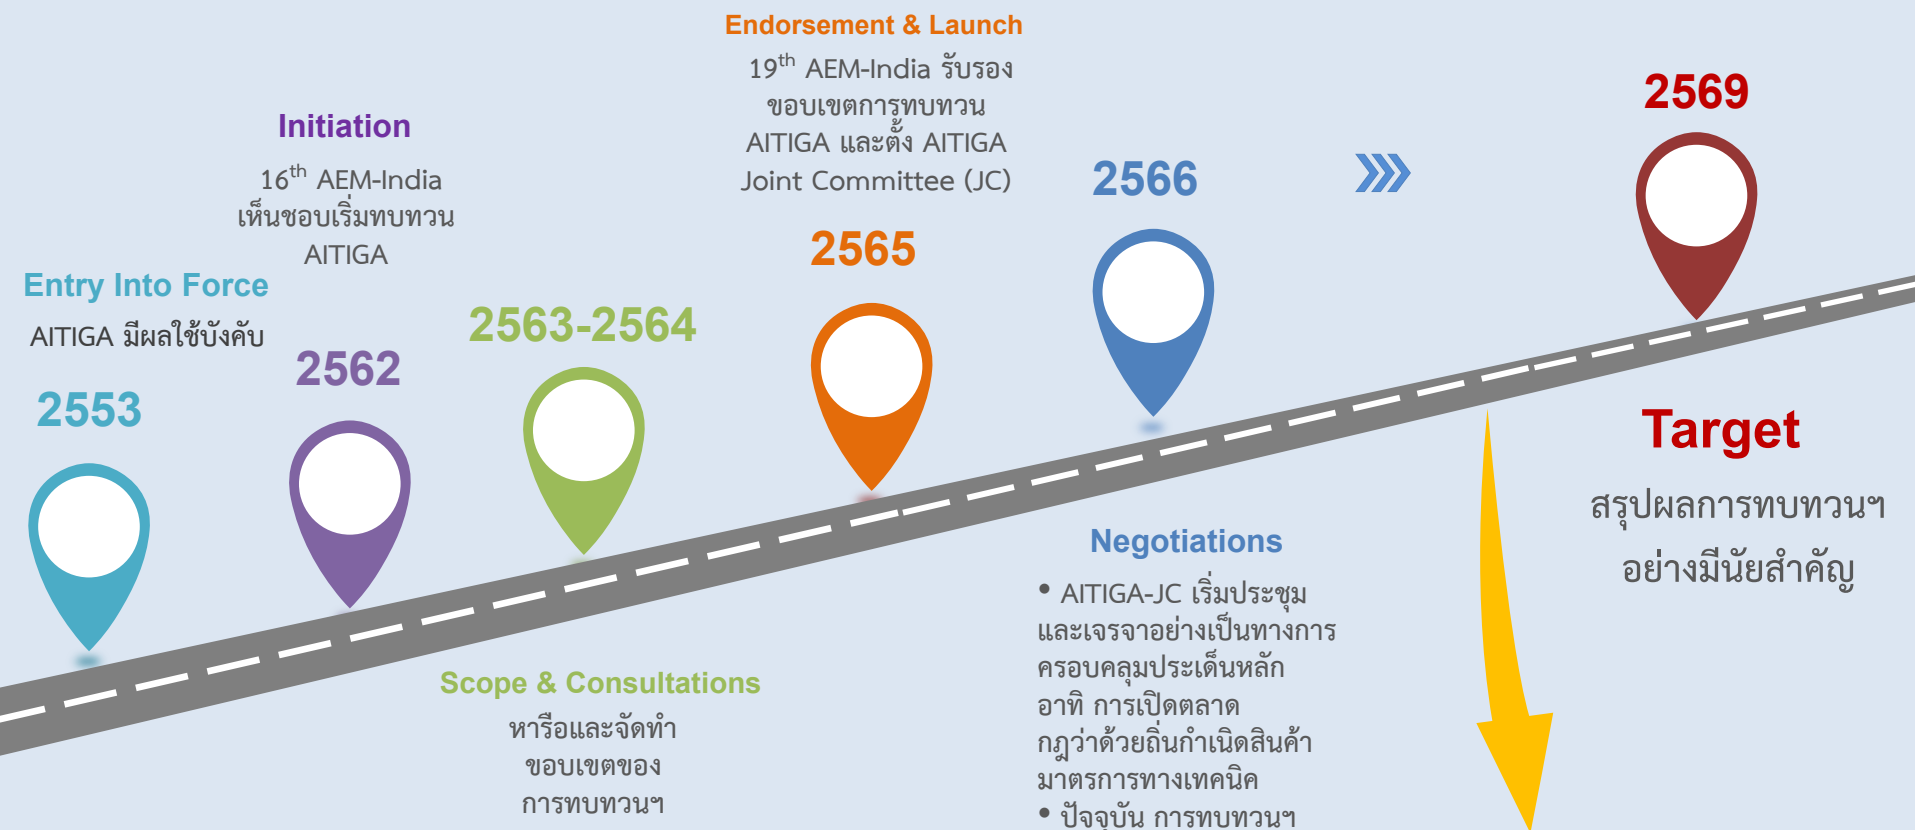 Entry Into Force
AITIGA มีผลใช้บังคับ
2553
Initiation
16th AEM-India
เห็นชอบเริ่มทบทวน
AITIGA
2562
2563-2564
Scope & Consultations
หารือและจัดทำ
ขอบเขตของ
การทบทวนฯ
Endorsement & Launch
19th AEM-India รับรอง
ขอบเขตการทบทวน
AITIGA และตั้ง AITIGA
Joint Committee (JC)
2565
2566
Negotiations
• AITIGA-JC เริ่มประชุม
และเจรจาอย่างเป็นทางการ
ครอบคลุมประเด็นหลัก
อาทิ การเปิดตลาด
กฎว่าด้วยถิ่นกำเนิดสินค้า
มาตรการทางเทคนิค
• ปัจจุบัน การทบทวนฯ
2569
Target
สรุปผลการทบทวนฯ
อย่างมีนัยสำคัญ